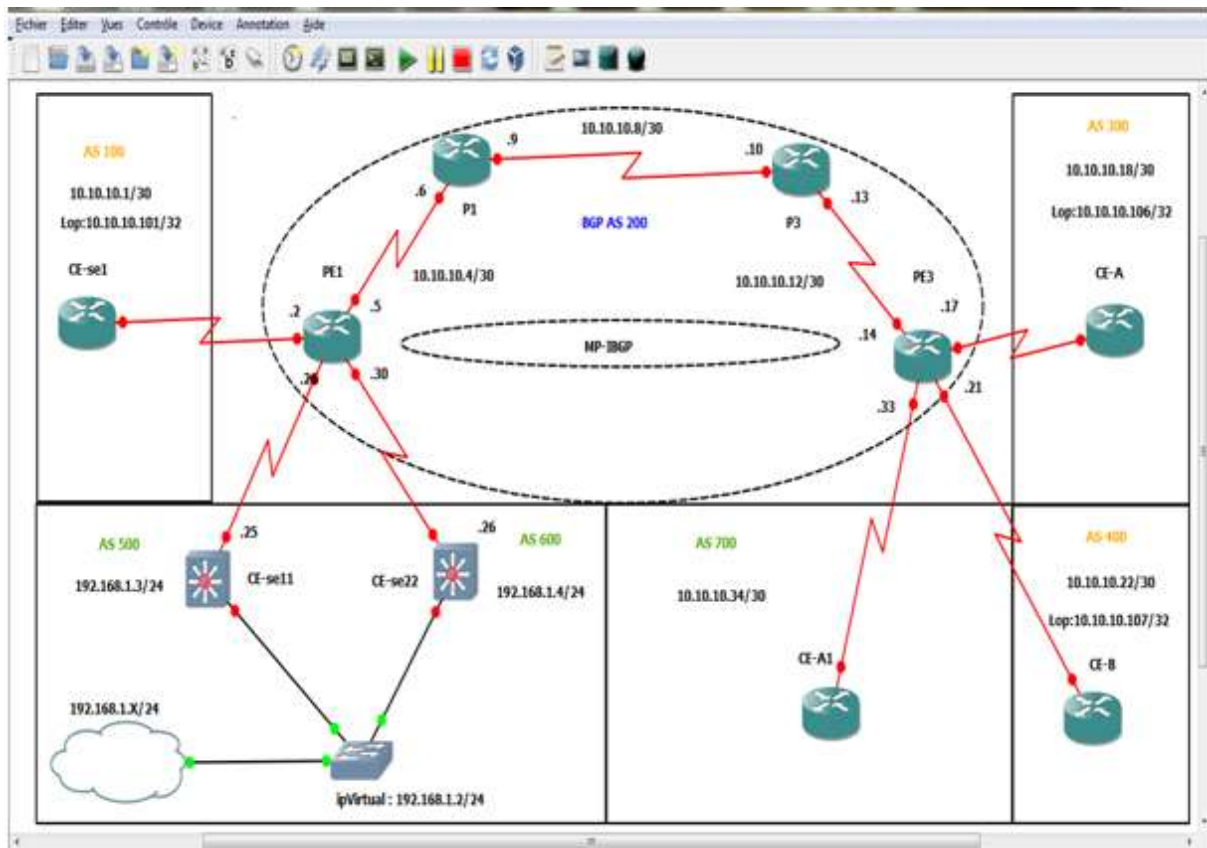 Fichier Editer Vues Contrôle Device Annotation Aide
AS 100
10.10.10.1/30
Lop:10.10.10.101/32
CE-se1
.2
PE1
.5
.30
.6
.9
P1
10.10.10.4/30
10.10.10.8/30
BGP AS 200
MP-IBGP
.10
.13
P3
10.10.10.12/30
PE3
.17
.14
.33
.21
AS 300
10.10.10.18/30
Lop:10.10.10.106/32
CE-A
AS 500
.25
192.168.1.3/24
CE-se11
.26
AS 600
CE-se22
192.168.1.4/24
192.168.1.X/24
ipVirtual : 192.168.1.2/24
AS 700
10.10.10.34/30
CE-A1
AS 400
10.10.10.22/30
Lop:10.10.10.107/32
CE-B